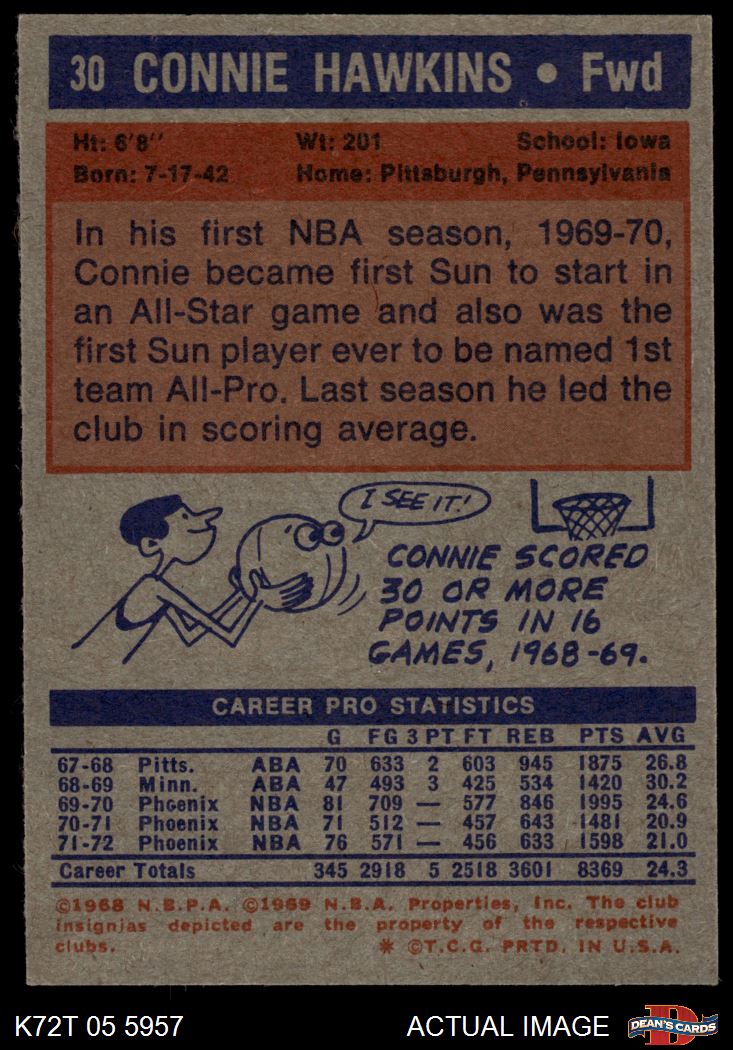 30 CONNIE HAWKINS • Fwd
Ht: 6'8'' Wt: 201 School: Iowa
Born: 7-17-42 Home: Pittsburgh, Pennsylvania
In his first NBA season, 1969-70,
Connie became first Sun to start in
an All-Star game and also was the
first Sun player ever to be named 1st
team All-Pro. Last season he led the
club in scoring average.
I SEE IT!
CONNIE SCORED
30 OR MORE
POINTS IN 16
GAMES, 1968-69.
CAREER PRO STATISTICS
G FG 3 PT FT REB PTS AVG
67-68 Pitts. ABA 70 633 2 603 945 1875 26.8
68-69 Minn. ABA 47 493 3 425 534 1420 30.2
69-70 Phoenix NBA 81 709 — 577 846 1995 24.6
70-71 Phoenix NBA 71 512 — 457 643 1481 20.9
71-72 Phoenix NBA 76 571 — 456 633 1598 21.0
Career Totals 345 2918 5 2518 3601 8369 24.3
©1968 N.B.P.A. ©1969 N.B.A. Properties, Inc. The club
insignias depicted are the property of the respective
clubs. * ©T.C.G. PRTD. IN U.S.A.
K72T 05 5957 ACTUAL IMAGE D DEAN'S CARDS